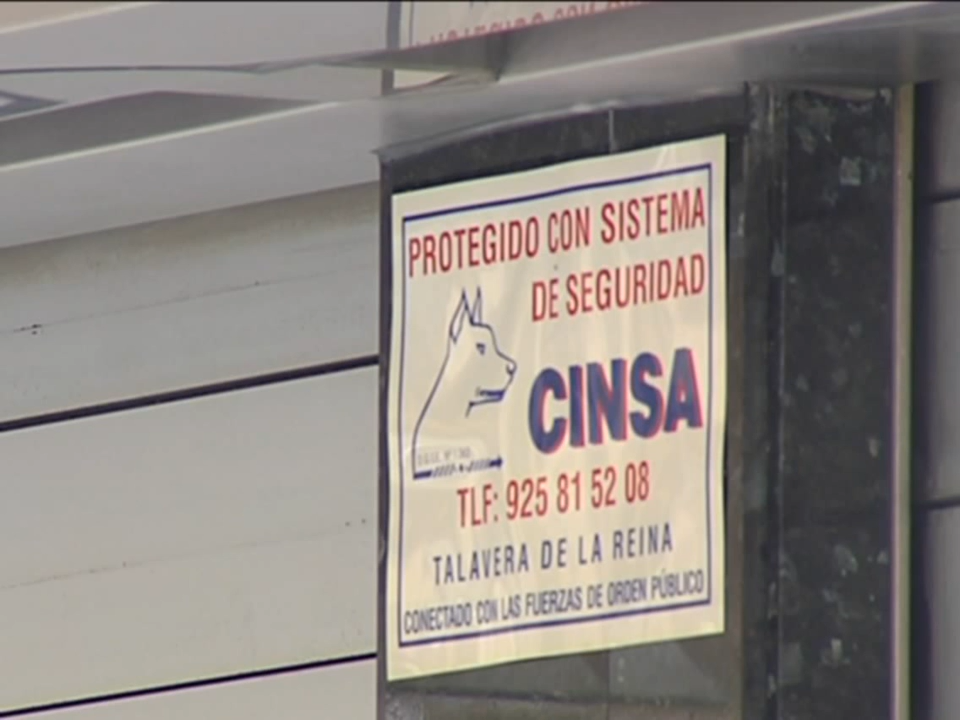 PROTEGIDO CON SISTEMA
DE SEGURIDAD
CINSA
TLF: 925 81 52 08
TALAVERA DE LA REINA
CONECTADO CON LAS FUERZAS DE ORDEN PÚBLICO